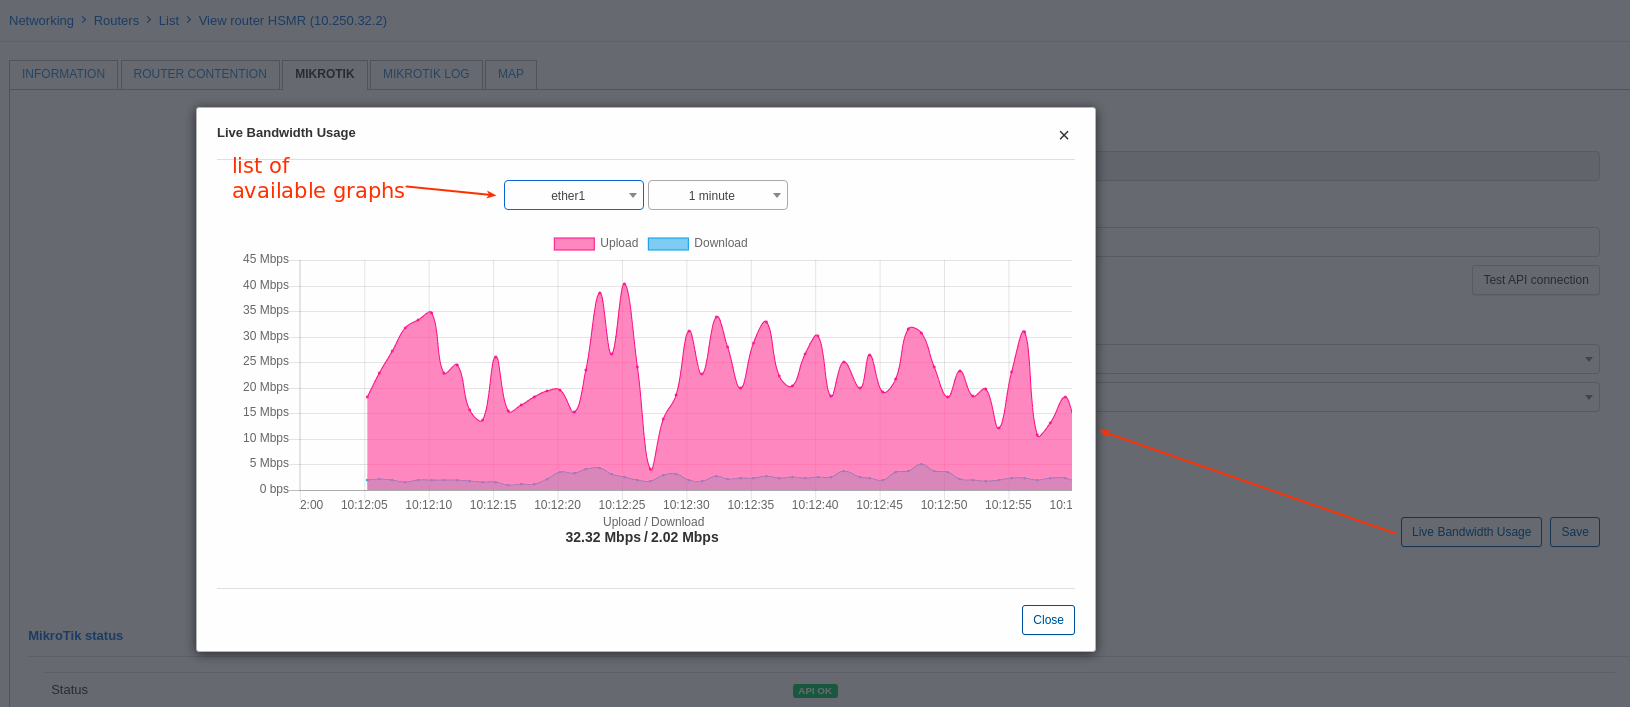 Networking > Routers > List > View router HSMR (10.250.32.2)
INFORMATION ROUTER CONTENTION MIKROTIK MIKROTIK LOG MAP
Live Bandwidth Usage ×
list of
available graphs
ether1 1 minute
Upload Download
45 Mbps
40 Mbps
35 Mbps
30 Mbps
25 Mbps
20 Mbps
15 Mbps
10 Mbps
5 Mbps
0 bps
2:00 10:12:05 10:12:10 10:12:15 10:12:20 10:12:25 10:12:30 10:12:35 10:12:40 10:12:45 10:12:50 10:12:55 10:1
Upload / Download
32.32 Mbps / 2.02 Mbps
Close
Test API connection
Live Bandwidth Usage Save
MikroTik status
Status API OK